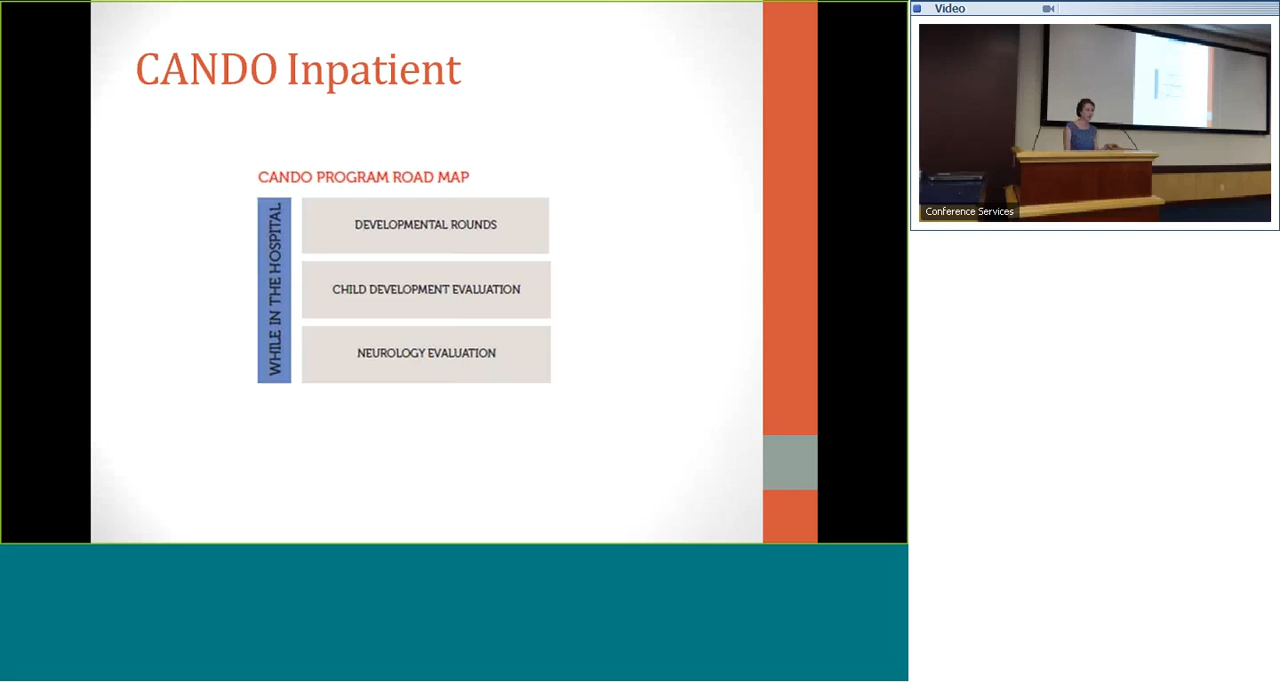 CANDO Inpatient
CANDO PROGRAM ROAD MAP
WHILE IN THE HOSPITAL
DEVELOPMENTAL ROUNDS
CHILD DEVELOPMENT EVALUATION
NEUROLOGY EVALUATION
Video
Conference Services